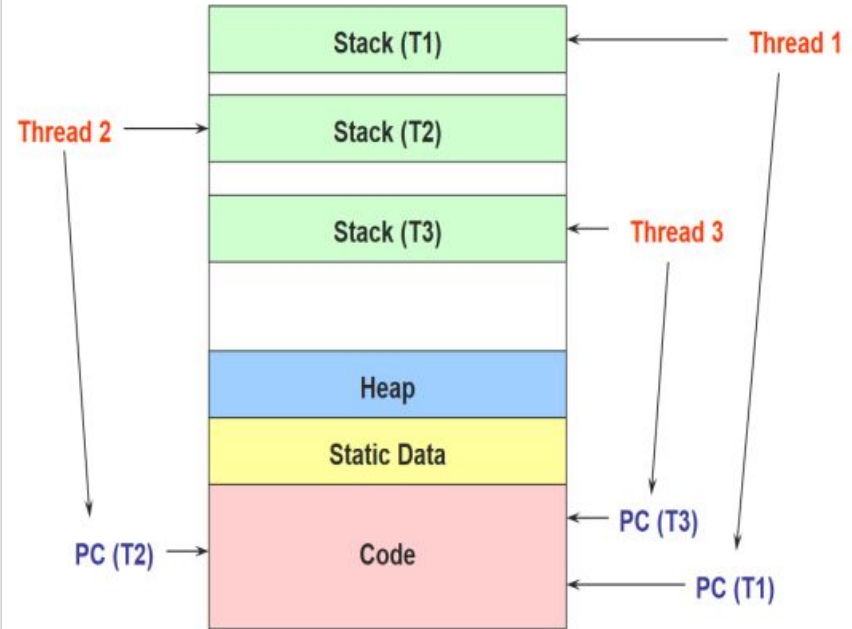 Stack (T1)
Thread 1
Thread 2
Stack (T2)
Stack (T3)
Thread 3
Heap
Static Data
PC (T3)
PC (T2)
Code
PC (T1)